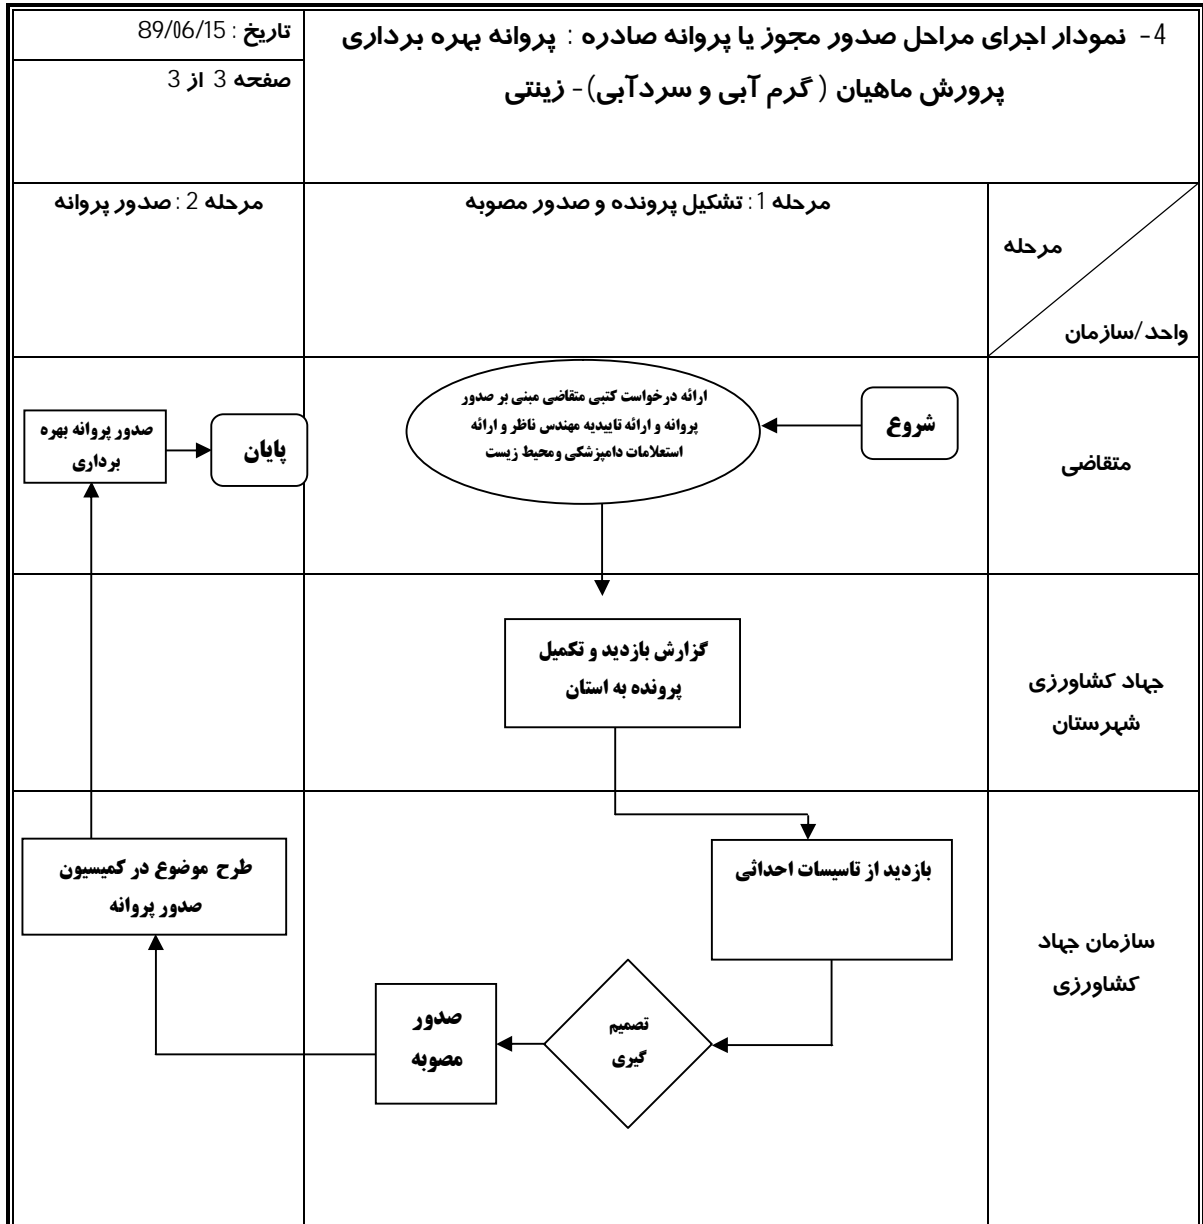 4- نمودار اجرای مراحل صدور مجوز یا پروانه صادره : پروانه بهره برداری
پرورش ماهیان ( گرم آبی و سردآبی) - زینتی
تاریخ : 89/06/15
صفحه 3 از 3
مرحله
واحد/سازمان
مرحله 1 : تشکیل پرونده و صدور مصوبه
مرحله 2 : صدور پروانه
متقاضی
شروع
ارائه درخواست کتبی متقاضی مبنی بر صدور
پروانه و ارائه تاییدیه مهندس ناظر و ارائه
استعلامات دامپزشکی ومحیط زیست
پایان
صدور پروانه بهره
برداری
جهاد کشاورزی
شهرستان
گزارش بازدید و تکمیل
پرونده به استان
سازمان جهاد
کشاورزی
بازدید از تاسیسات احداثی
تصمیم
گیری
صدور
مصوبه
طرح موضوع در کمیسیون
صدور پروانه